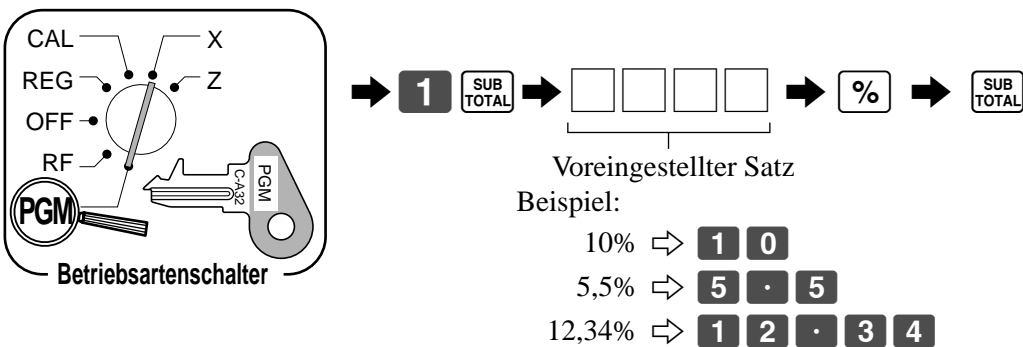 CAL
X
REG
Z
OFF
RF
PGM
PGM
C-A32
Betriebsartenschalter
1 SUB TOTAL % SUB TOTAL
Voreingestellter Satz
Beispiel:
10% ⇨ 1 0
5,5% ⇨ 5 · 5
12,34% ⇨ 1 2 · 3 4